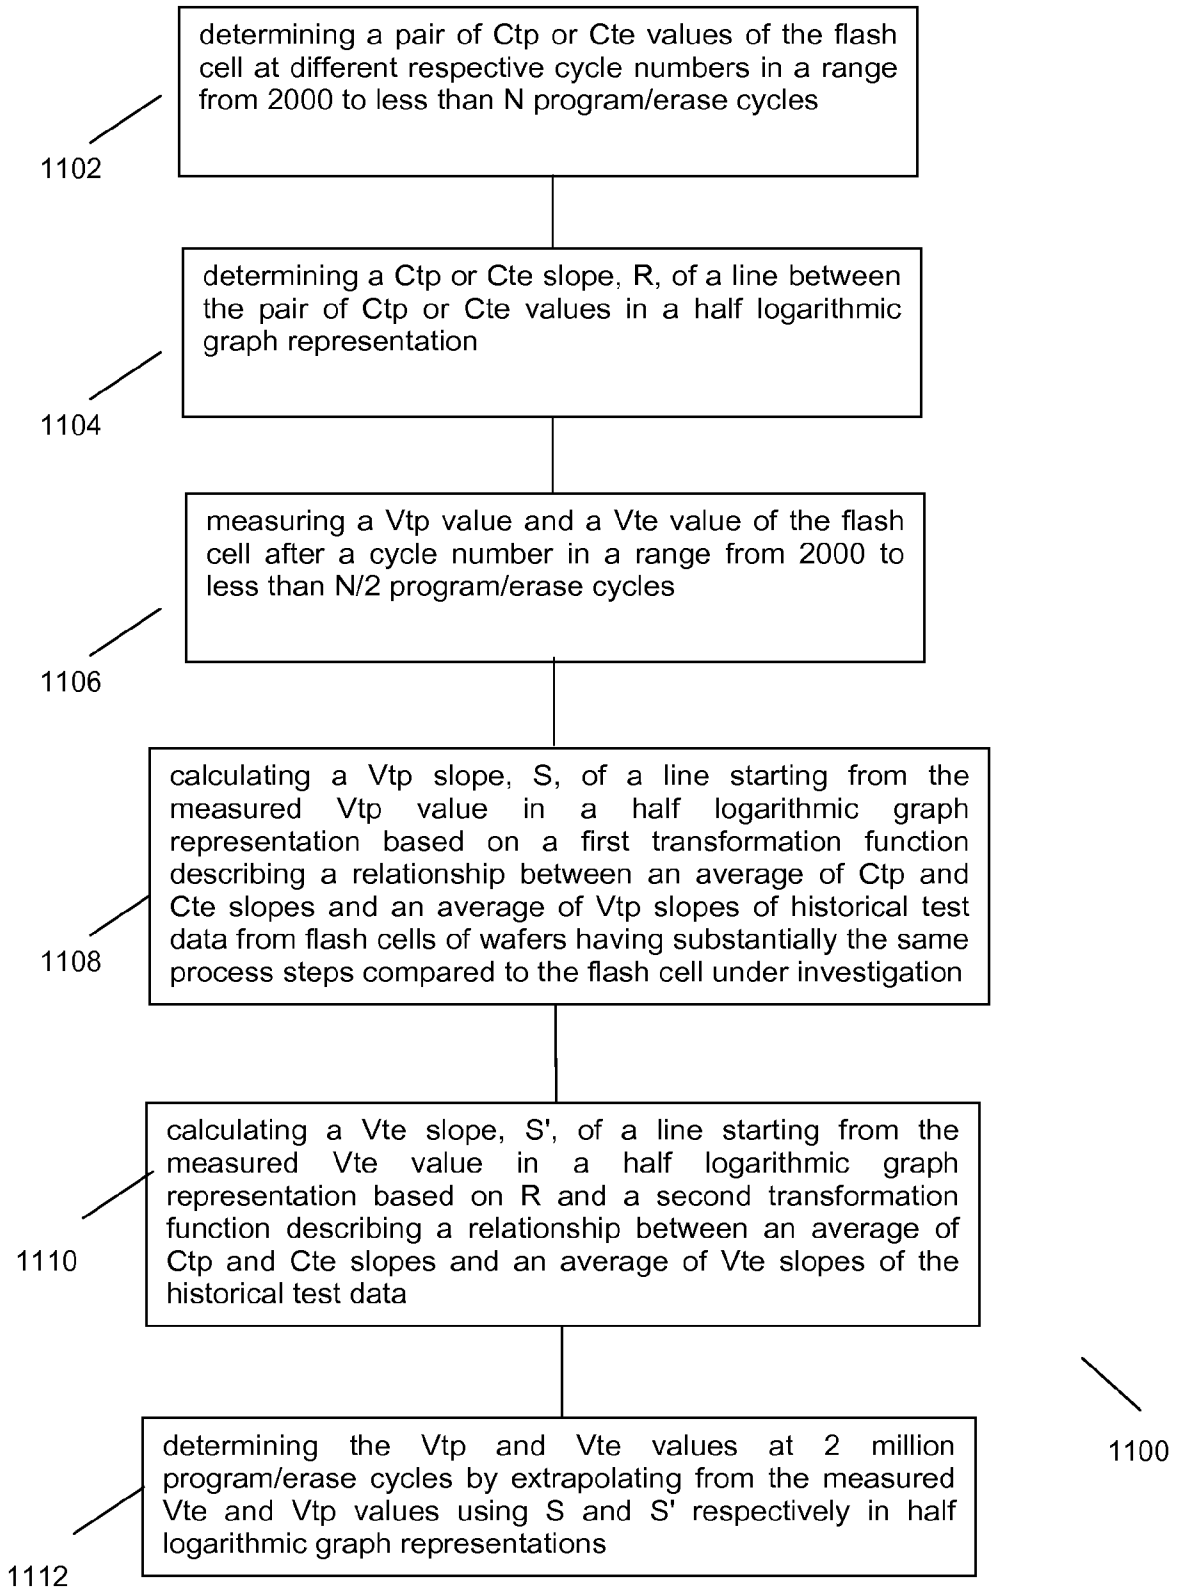 determining a pair of Ctp or Cte values of the flash
cell at different respective cycle numbers in a range
from 2000 to less than N program/erase cycles
1102
determining a Ctp or Cte slope, R, of a line between
the pair of Ctp or Cte values in a half logarithmic
graph representation
1104
measuring a Vtp value and a Vte value of the flash
cell after a cycle number in a range from 2000 to
less than N/2 program/erase cycles
1106
calculating a Vtp slope, S, of a line starting from the
measured Vtp value in a half logarithmic graph
representation based on a first transformation function
describing a relationship between an average of Ctp and
Cte slopes and an average of Vtp slopes of historical test
data from flash cells of wafers having substantially the same
process steps compared to the flash cell under investigation
1108
calculating a Vte slope, S', of a line starting from the
measured Vte value in a half logarithmic graph
representation based on R and a second transformation
function describing a relationship between an average of
Ctp and Cte slopes and an average of Vte slopes of the
historical test data
1110
determining the Vtp and Vte values at 2 million
program/erase cycles by extrapolating from the measured
Vte and Vtp values using S and S' respectively in half
logarithmic graph representations
1112
1100